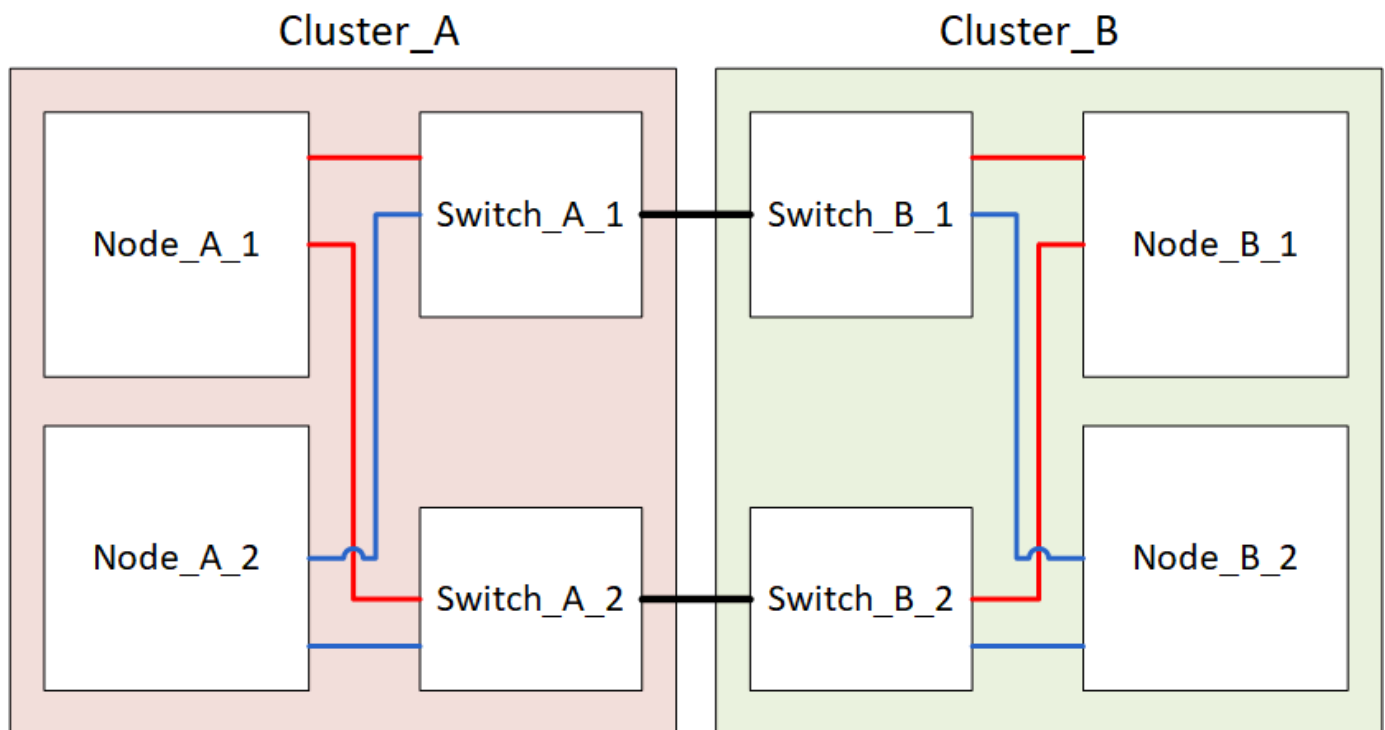 Cluster_A
Cluster_B
Node_A_1
Switch_A_1
Switch_B_1
Node_B_1
Node_A_2
Switch_A_2
Switch_B_2
Node_B_2